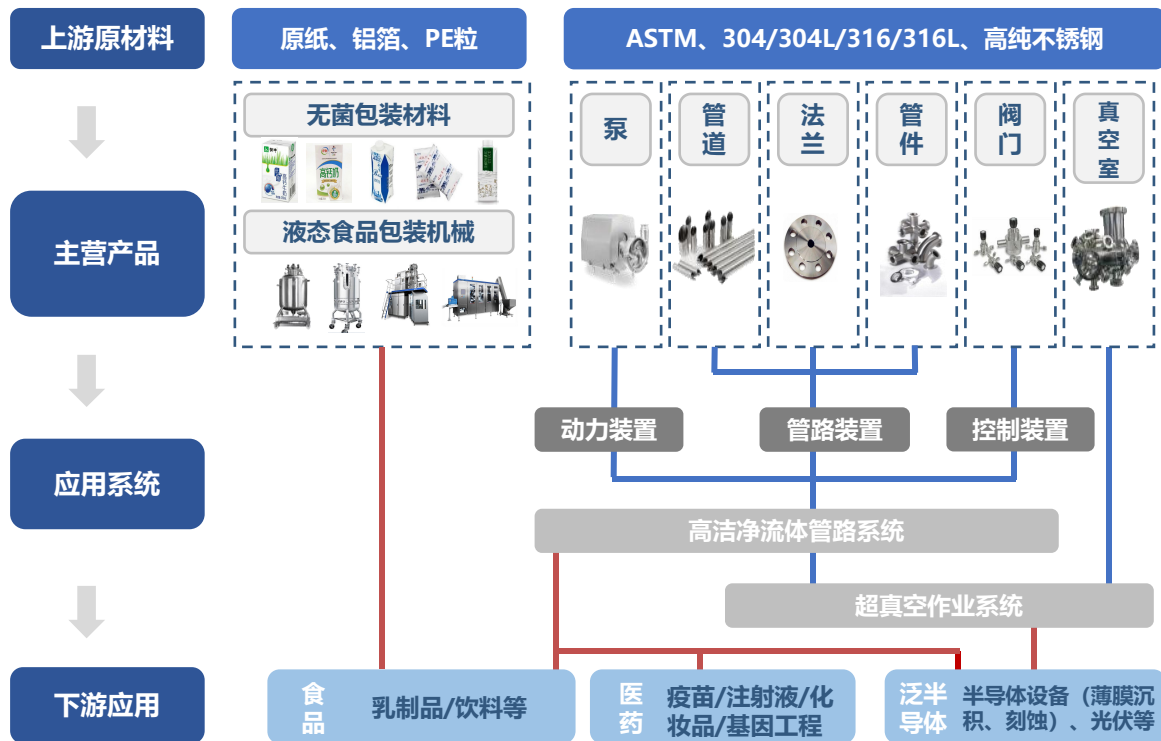 上游原材料
原纸、铝箔、PE粒
ASTM、304/304L/316/316L、高纯不锈钢
无菌包装材料
泵
管
道
法
兰
管
件
阀
门
真
空
室
高钙奶
主营产品
液态食品包装机械
动力装置
管路装置
控制装置
应用系统
高洁净流体管路系统
超真空作业系统
下游应用
食
品
乳制品/饮料等
医
药
疫苗/注射液/化
妆品/基因工程
泛半
导体
半导体设备（薄膜沉
积、刻蚀）、光伏等